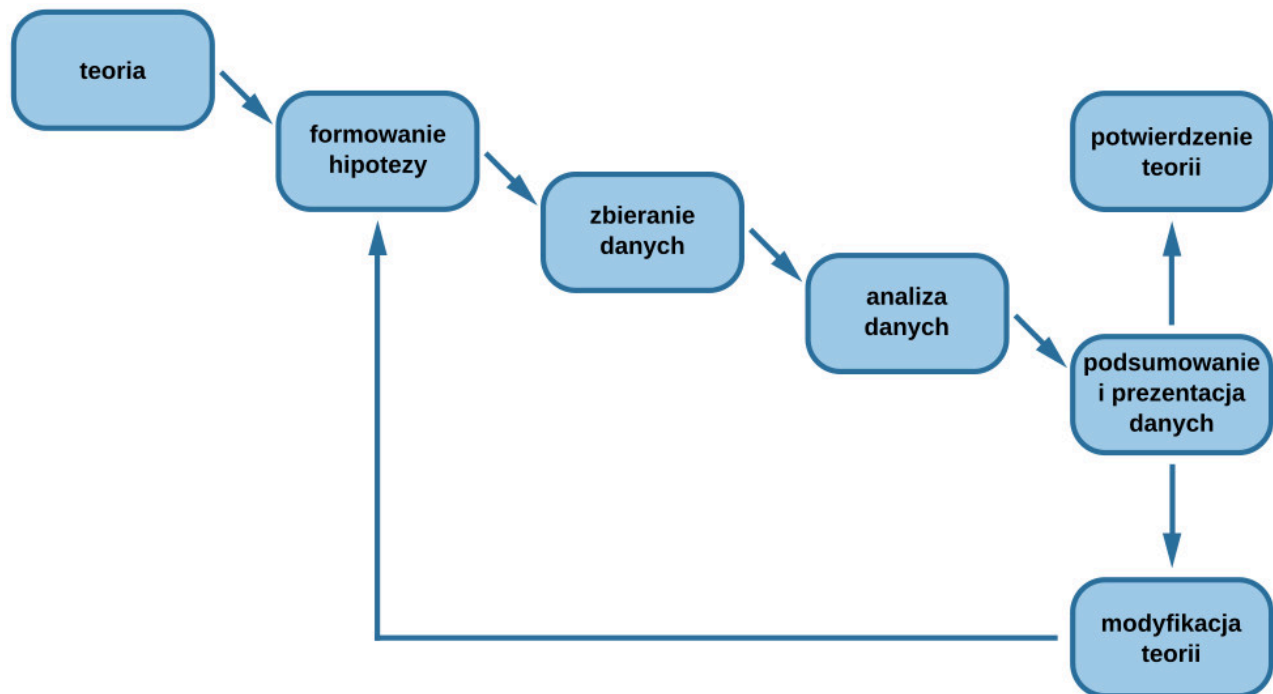 teoria
formowanie
hipotezy
zbieranie
danych
analiza
danych
podsumowanie
i prezentacja
danych
potwierdzenie
teorii
modyfikacja
teorii